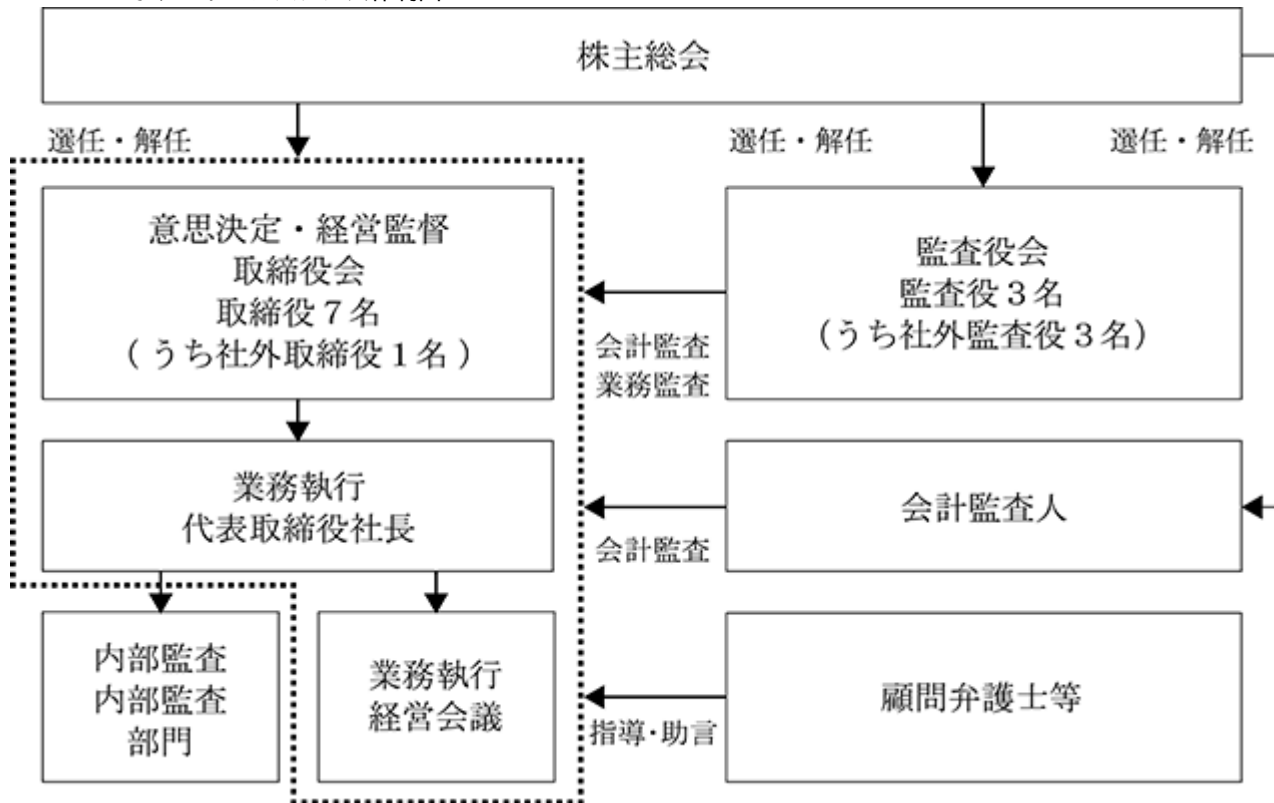 株主総会
選任・解任
選任・解任
選任・解任
意思決定・経営監督
取締役会
取締役７名
（うち社外取締役１名）
監査役会
監査役３名
（うち社外監査役３名）
会計監査
業務監査
業務執行
代表取締役社長
会計監査人
会計監査
内部監査
内部監査
部門
業務執行
経営会議
顧問弁護士等
指導・助言